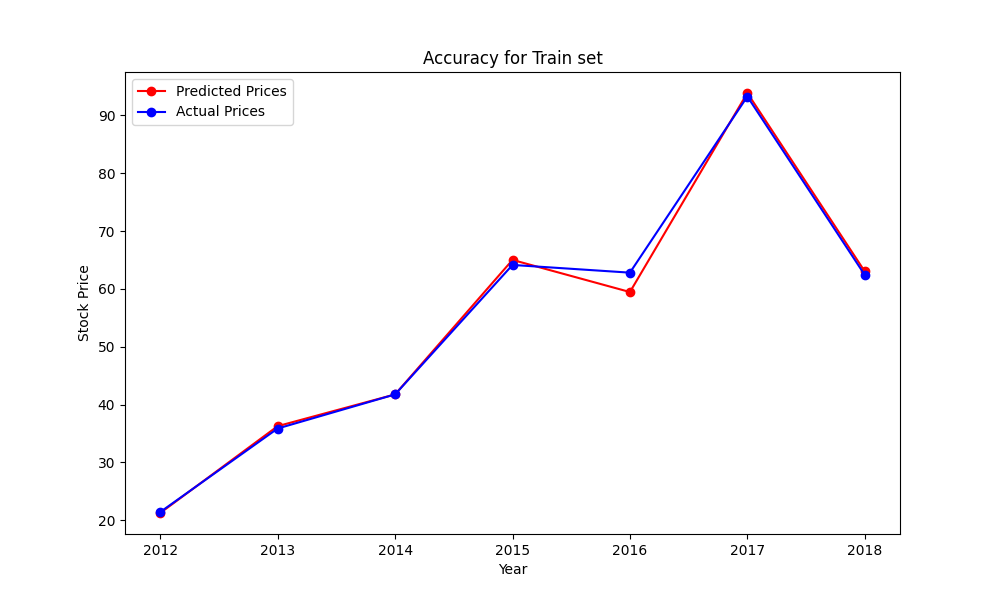 Accuracy for Train set
Predicted Prices
Actual Prices
90
80
70
60
50
40
30
20
Stock Price
2012 2013 2014 2015 2016 2017 2018
Year